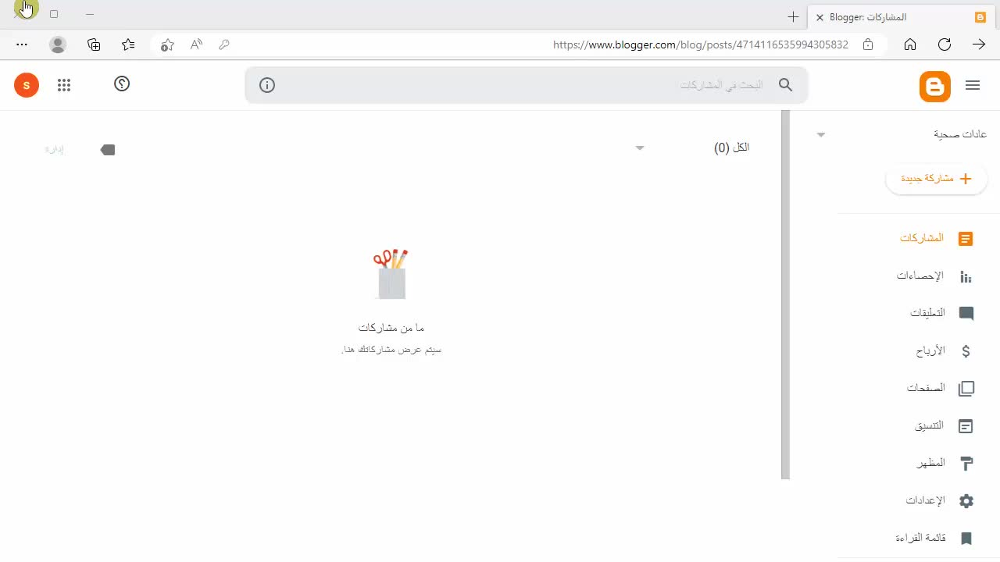 Blogger: المشاركات
https://www.blogger.com/blog/posts/4714116535994305832
البحث في المشاركات
S
عادات صحية
مشاركة جديدة
الكل (0)
إدارة
المشاركات
الإحصاءات
التعليقات
الأرباح
الصفحات
التنسيق
المظهر
الإعدادات
قائمة القراءة
ما من مشاركات
سيتم عرض مشاركاتك هنا.